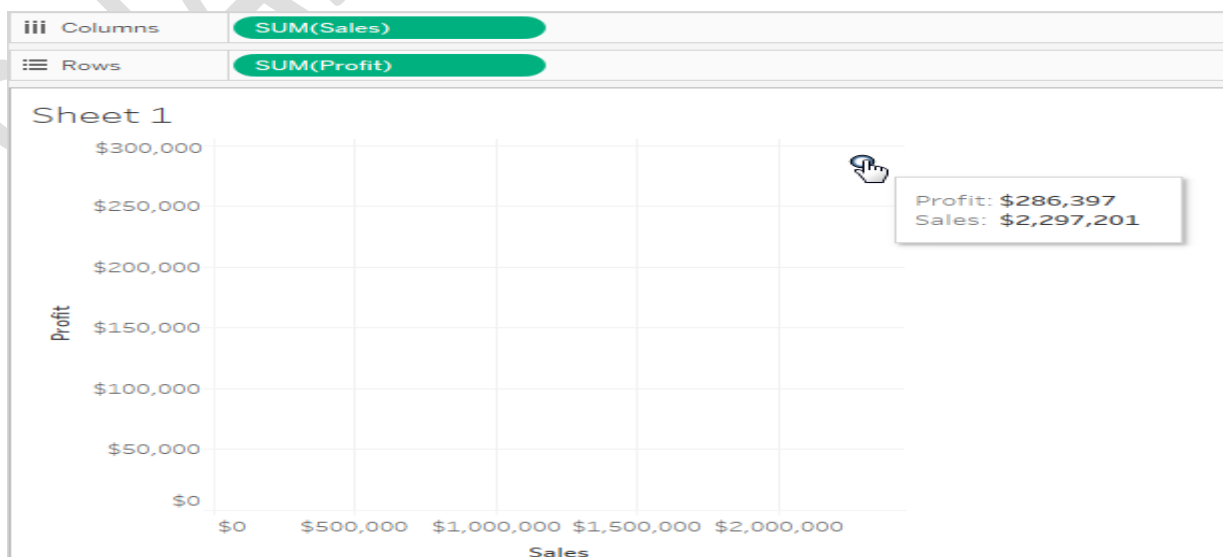 Columns SUM(Sales)
Rows SUM(Profit)
Sheet 1
$300,000
$250,000
$200,000
$150,000
$100,000
$50,000
$0
Profit
$0 $500,000 $1,000,000 $1,500,000 $2,000,000
Sales
Profit: $286,397
Sales: $2,297,201